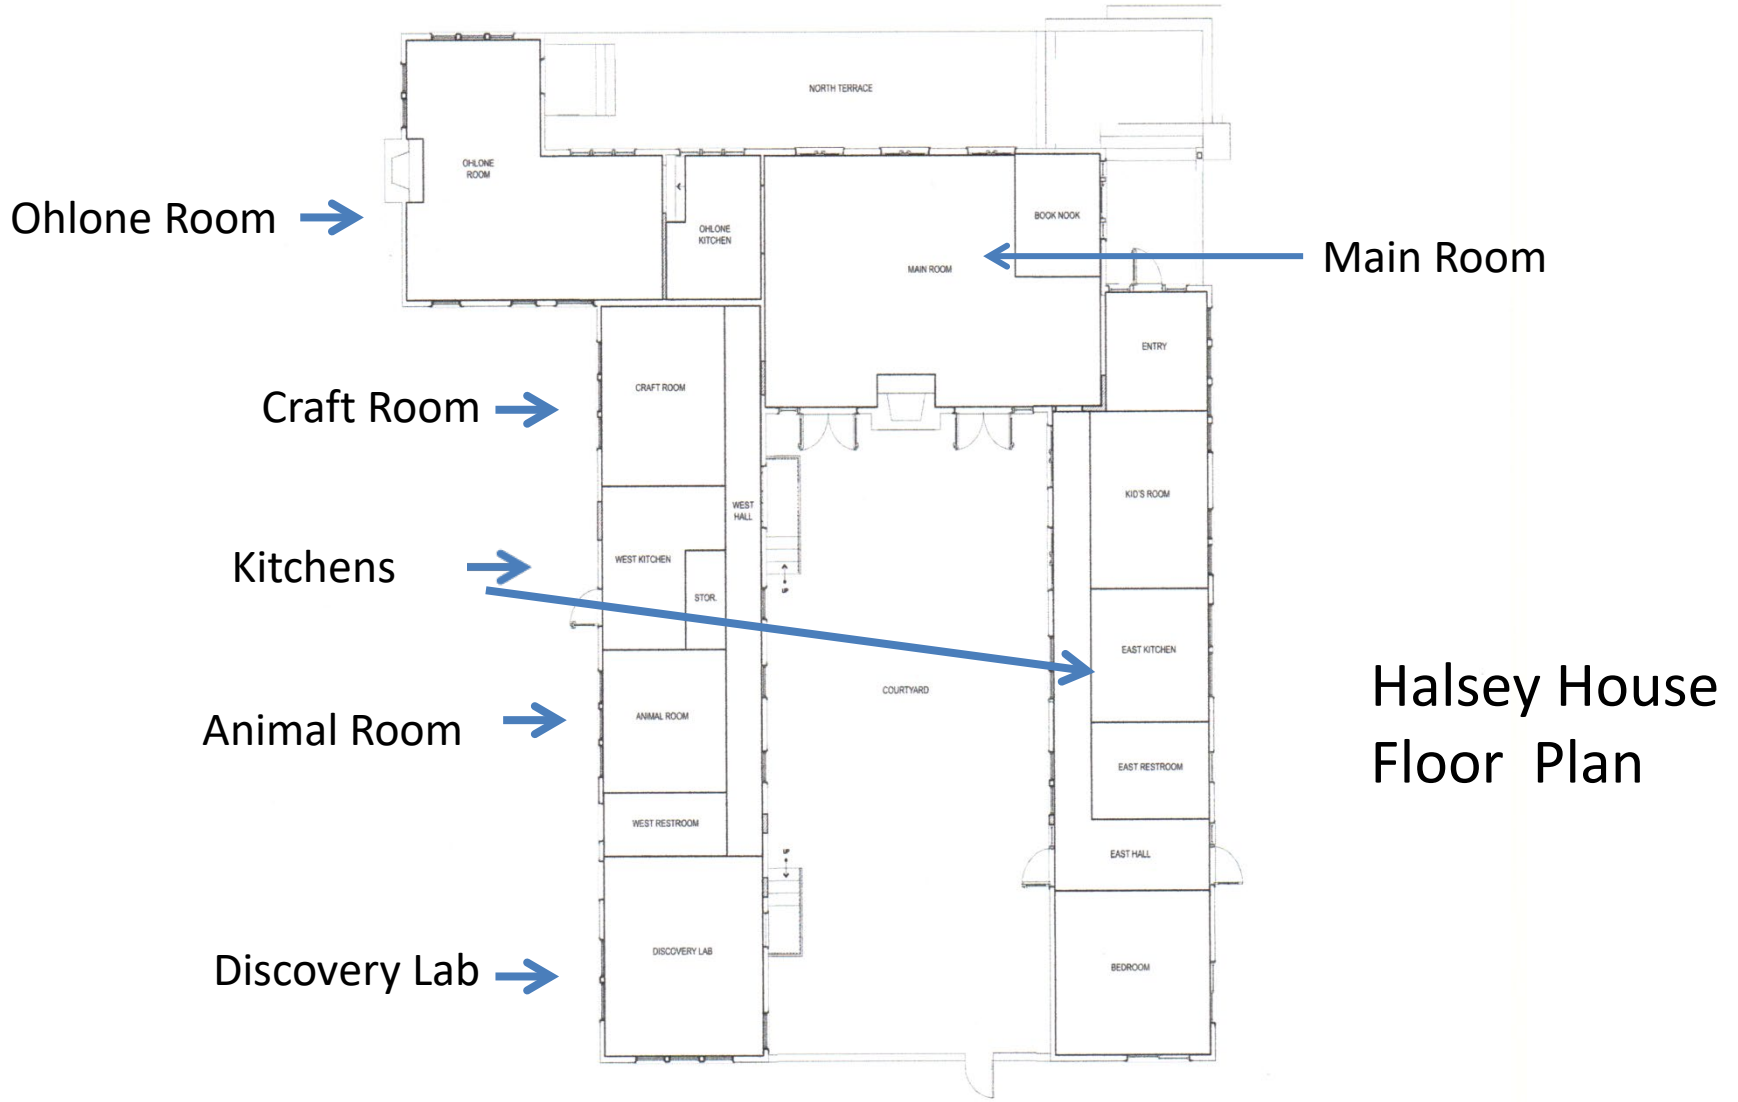 NORTH TERRACE
OHLONE
ROOM
Ohlone Room
OHLONE
KITCHEN
BOOK NOOK
MAIN ROOM
Main Room
ENTRY
CRAFT ROOM
Craft Room
KID'S ROOM
WEST
HALL
WEST KITCHEN
Kitchens
STOR.
UP
EAST KITCHEN
COURTYARD
Halsey House
Floor Plan
ANIMAL ROOM
Animal Room
EAST RESTROOM
WEST RESTROOM
UP
EAST HALL
DISCOVERY LAB
Discovery Lab
BEDROOM